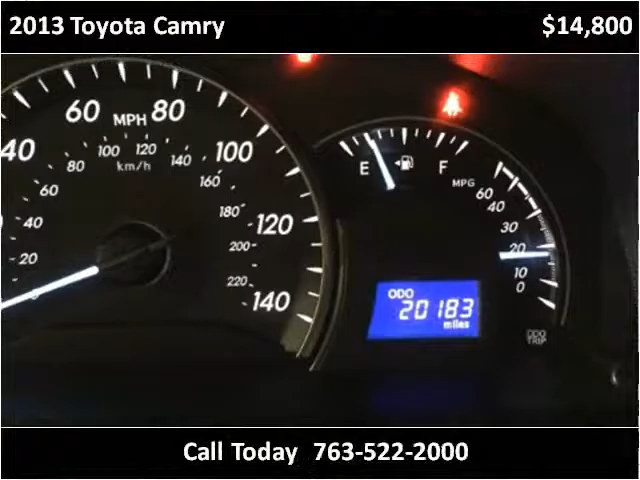 2013 Toyota Camry $14,800
60 MPH 80
40 100
80 100 120 140
km/h
60 160
40 180 120
20 200
220 140
E F
MPG
60
40
30
20
10
0
ODO
20183
miles
ODO
TRIP
Call Today 763-522-2000